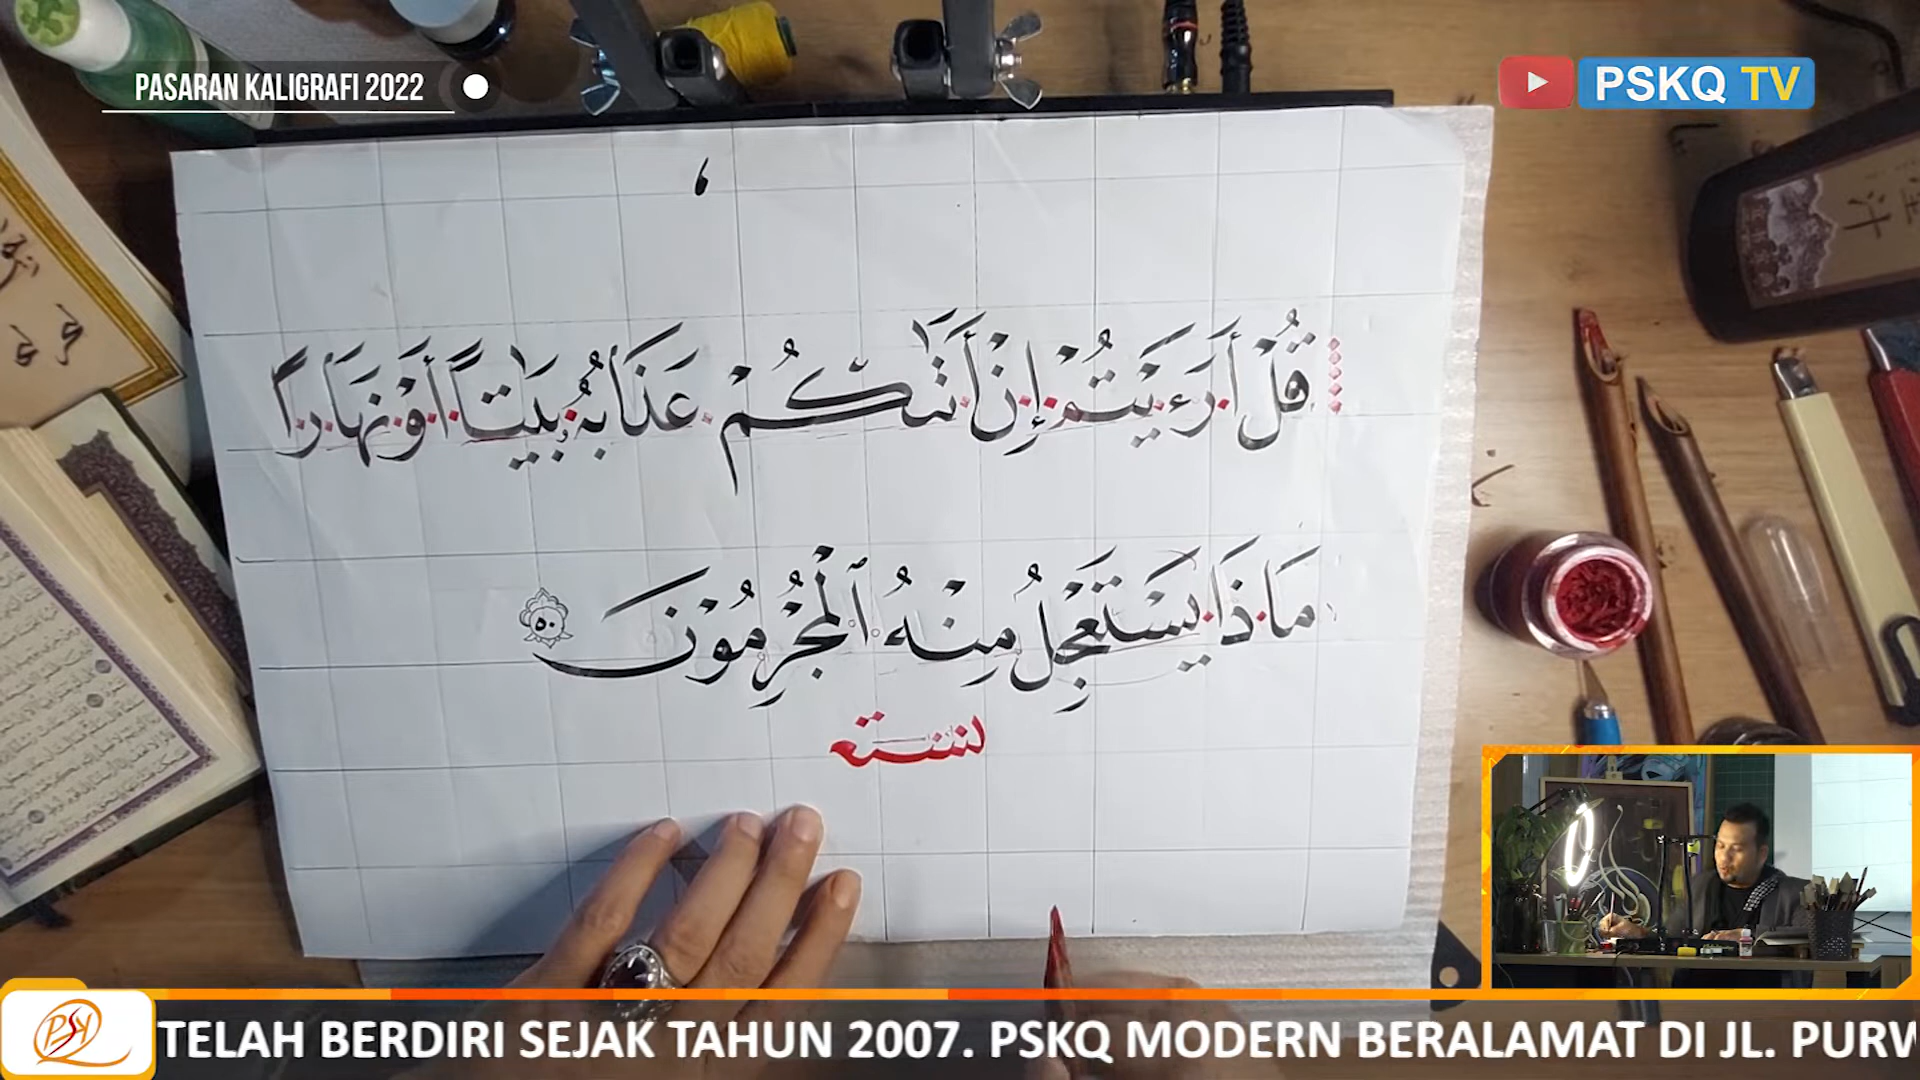 PASARAN KALIGRAFI 2022
PSKQ TV
قُلْ أَرَءَيْتُمْ إِنْ أَتَىٰكُمْ عَذَابُهُۥ بَيَٰتًا أَوْ نَهَارًا
مَاذَا يَسْتَعْجِلُ مِنْهُ ٱلْمُجْرِمُوْنَ ٥٠
يستعـ
TELAH BERDIRI SEJAK TAHUN 2007. PSKQ MODERN BERALAMAT DI JL. PURW